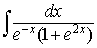 ∫ dx / e^{-x}(1+e^{2x})